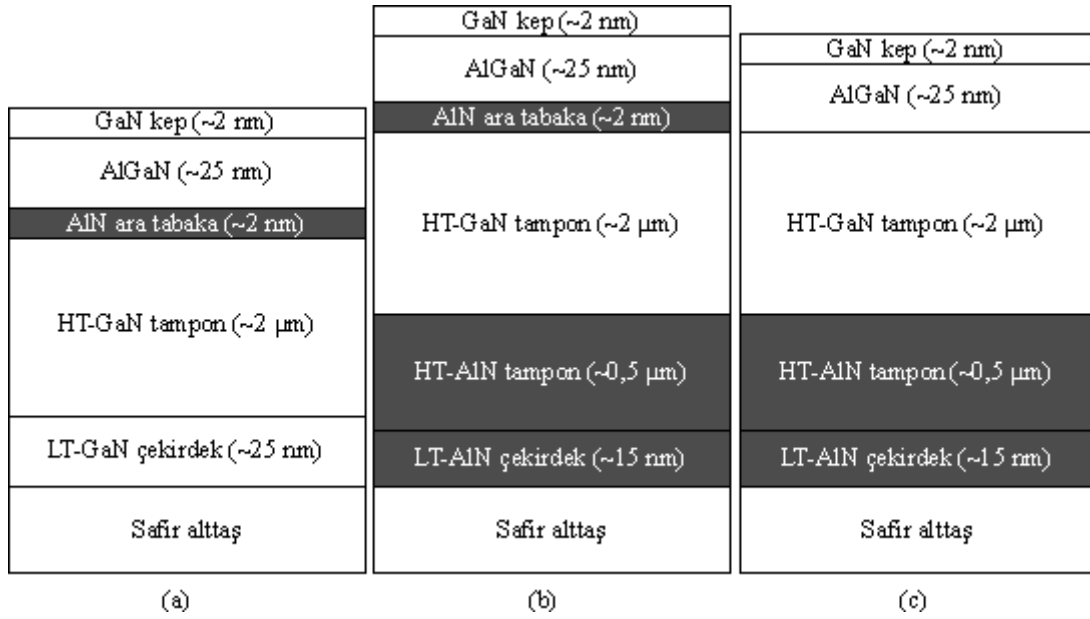 GaN kep (~2 nm)
AlGaN (~25 nm)
AlN ara tabaka (~2 nm)
HT-GaN tampon (~2 μm)
LT-GaN çekirdek (~25 nm)
Safir alttaş
(a)
GaN kep (~2 nm)
AlGaN (~25 nm)
AlN ara tabaka (~2 nm)
HT-GaN tampon (~2 μm)
HT-AlN tampon (~0,5 μm)
LT-AlN çekirdek (~15 nm)
Safir alttaş
(b)
GaN kep (~2 nm)
AlGaN (~25 nm)
HT-GaN tampon (~2 μm)
HT-AlN tampon (~0,5 μm)
LT-AlN çekirdek (~15 nm)
Safir alttaş
(c)